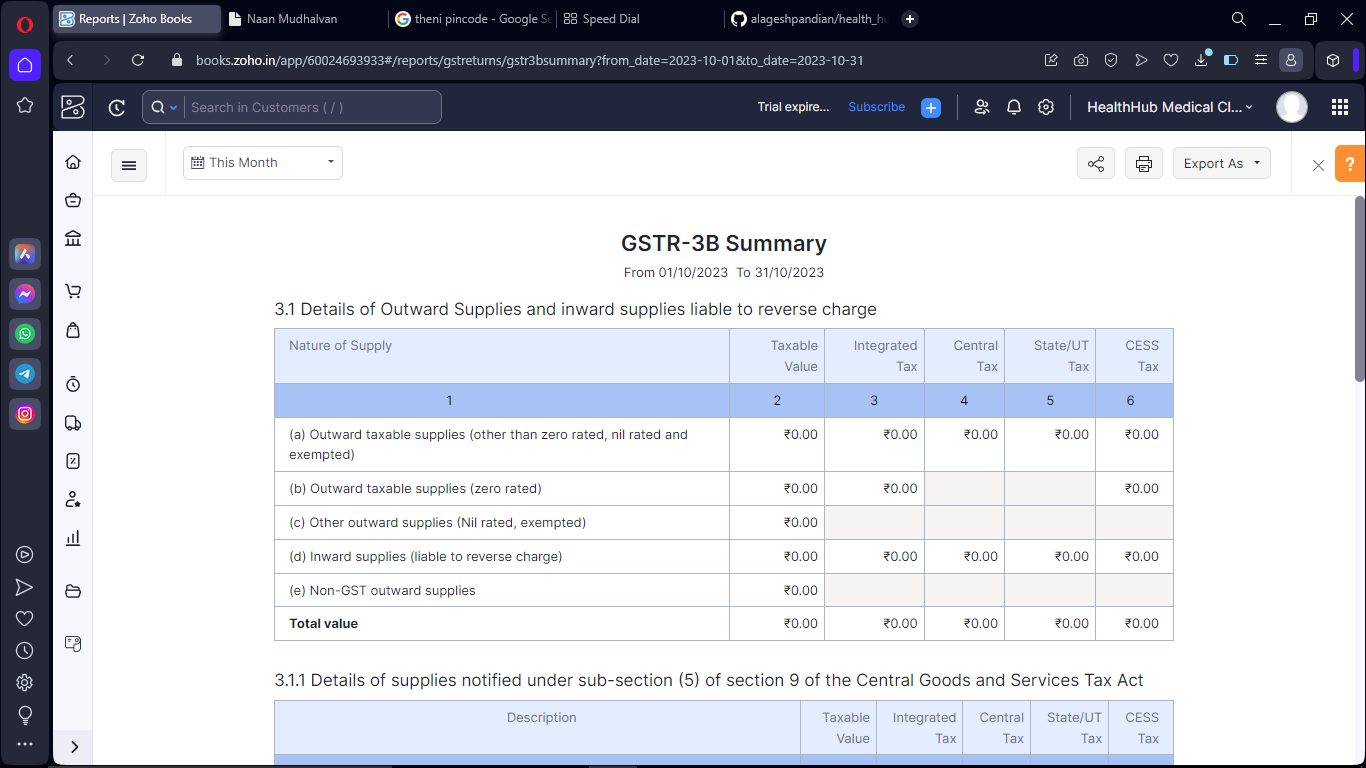 Reports | Zoho Books
Naan Mudhalvan
theni pincode - Google Se
Speed Dial
alageshpandian/health_hu
books.zoho.in/app/60024693933#/reports/gstreturns/gstr3bsummary?from_date=2023-10-01&to_date=2023-10-31
Search in Customers ( / )
Trial expire...
Subscribe
HealthHub Medical Cl...
This Month
Export As
?
GSTR-3B Summary
From 01/10/2023 To 31/10/2023
3.1 Details of Outward Supplies and inward supplies liable to reverse charge
Nature of Supply Taxable Value Integrated Tax Central Tax State/UT Tax CESS Tax
1 2 3 4 5 6
(a) Outward taxable supplies (other than zero rated, nil rated and exempted) ₹0.00 ₹0.00 ₹0.00 ₹0.00 ₹0.00
(b) Outward taxable supplies (zero rated) ₹0.00 ₹0.00 ₹0.00
(c) Other outward supplies (Nil rated, exempted) ₹0.00
(d) Inward supplies (liable to reverse charge) ₹0.00 ₹0.00 ₹0.00 ₹0.00 ₹0.00
(e) Non-GST outward supplies ₹0.00
Total value ₹0.00 ₹0.00 ₹0.00 ₹0.00 ₹0.00
3.1.1 Details of supplies notified under sub-section (5) of section 9 of the Central Goods and Services Tax Act
Description Taxable Value Integrated Tax Central Tax State/UT Tax CESS Tax